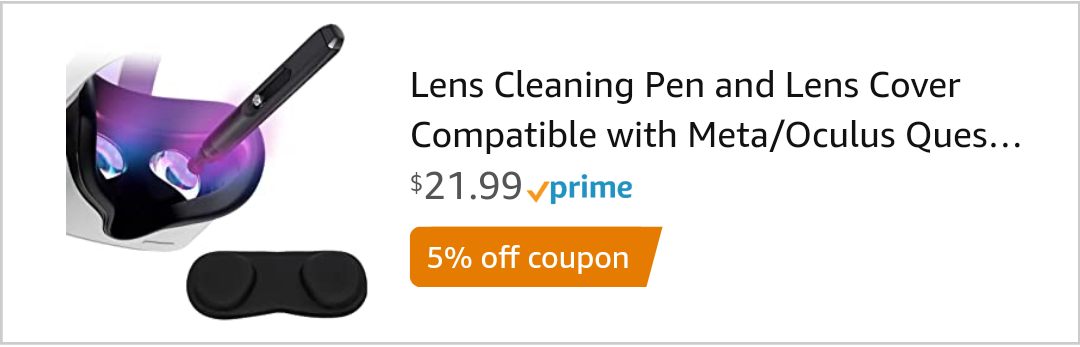 Lens Cleaning Pen and Lens Cover
Compatible with Meta/Oculus Ques…
$21.99 prime
5% off coupon